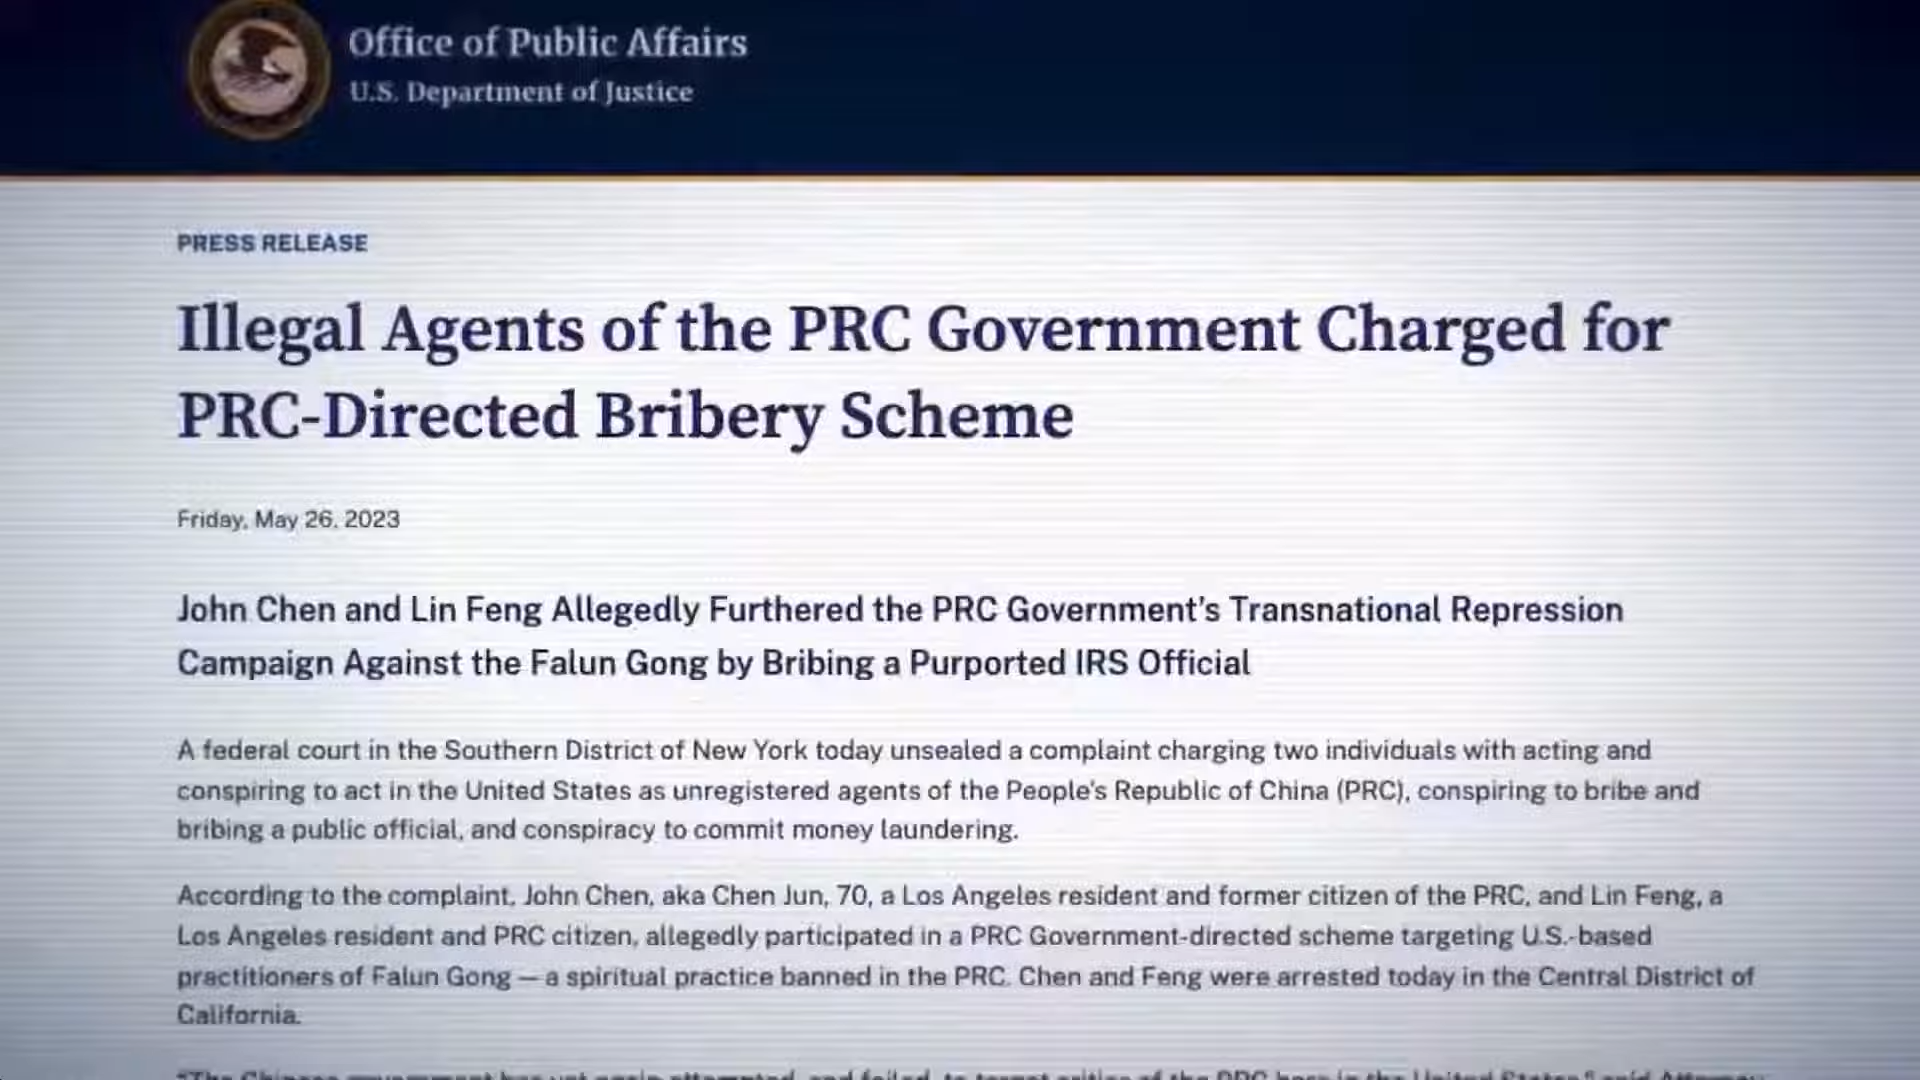 Office of Public Affairs
U.S. Department of Justice
PRESS RELEASE
Illegal Agents of the PRC Government Charged for
PRC-Directed Bribery Scheme
Friday, May 26, 2023
John Chen and Lin Feng Allegedly Furthered the PRC Government's Transnational Repression
Campaign Against the Falun Gong by Bribing a Purported IRS Official
A federal court in the Southern District of New York today unsealed a complaint charging two individuals with acting and
conspiring to act in the United States as unregistered agents of the People's Republic of China (PRC), conspiring to bribe and
bribing a public official, and conspiracy to commit money laundering.
According to the complaint, John Chen, aka Chen Jun, 70, a Los Angeles resident and former citizen of the PRC, and Lin Feng, a
Los Angeles resident and PRC citizen, allegedly participated in a PRC Government-directed scheme targeting U.S.-based
practitioners of Falun Gong — a spiritual practice banned in the PRC. Chen and Feng were arrested today in the Central District of
California.